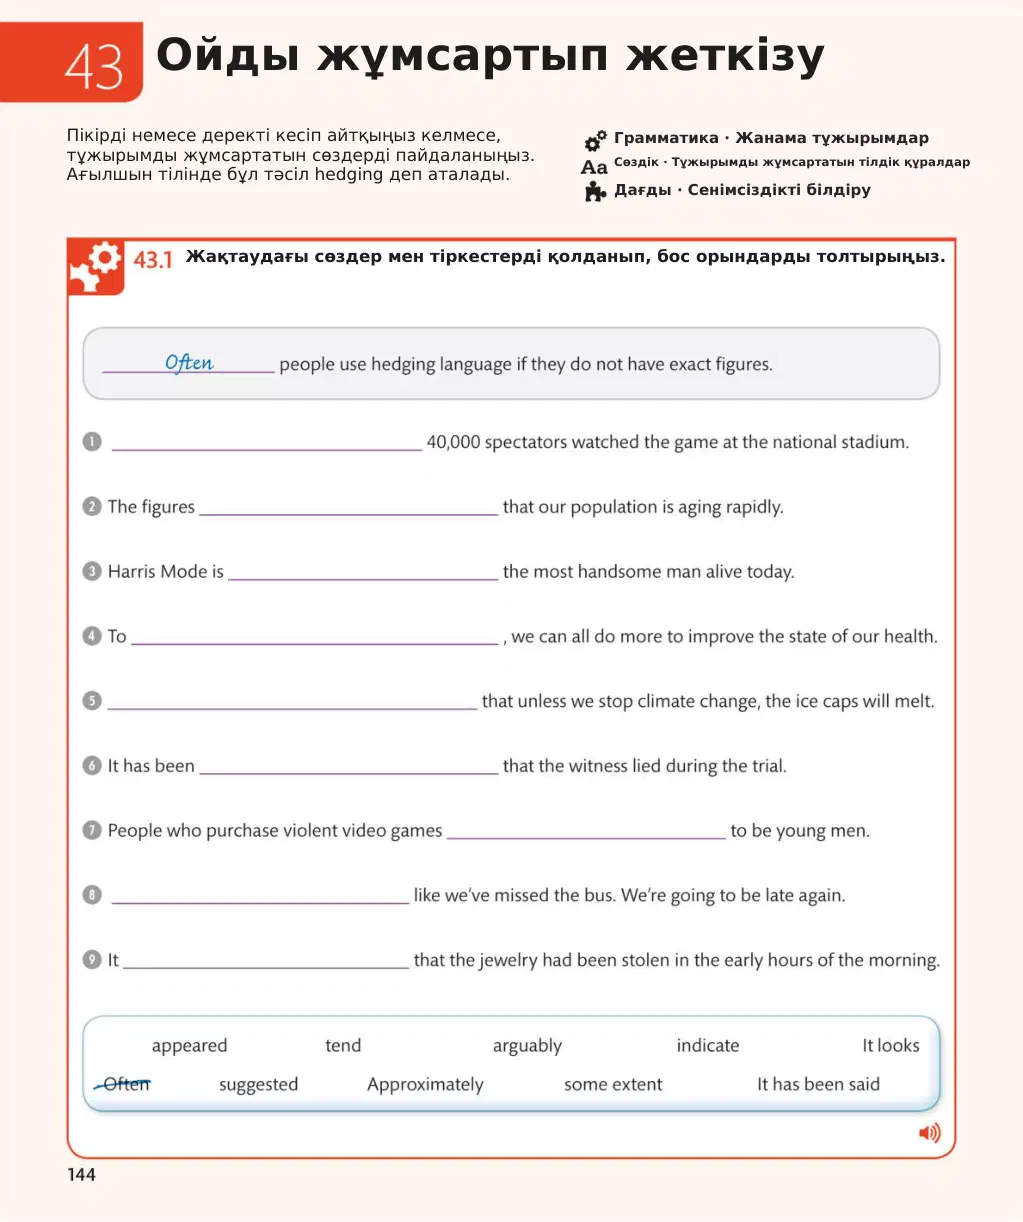 43
Ойды жұмсартып жеткізу
Пікірді немесе деректі кесіп айтқыңыз келмесе,
тұжырымды жұмсартатын сөздерді пайдаланыңыз.
Ағылшын тілінде бұл тәсіл hedging деп аталады.
Грамматика · Жанама тұжырымдар
Aa Сөздік · Тұжырымды жұмсартатын тілдік құралдар
Дағды · Сенімсіздікті білдіру
43.1 Жақтаудағы сөздер мен тіркестерді қолданып, бос орындарды толтырыңыз.
Often people use hedging language if they do not have exact figures.
1 40,000 spectators watched the game at the national stadium.
2 The figures that our population is aging rapidly.
3 Harris Mode is the most handsome man alive today.
4 To , we can all do more to improve the state of our health.
5 that unless we stop climate change, the ice caps will melt.
6 It has been that the witness lied during the trial.
7 People who purchase violent video games to be young men.
8 like we've missed the bus. We're going to be late again.
9 It that the jewelry had been stolen in the early hours of the morning.
appeared tend arguably indicate It looks
Often suggested Approximately some extent It has been said
144